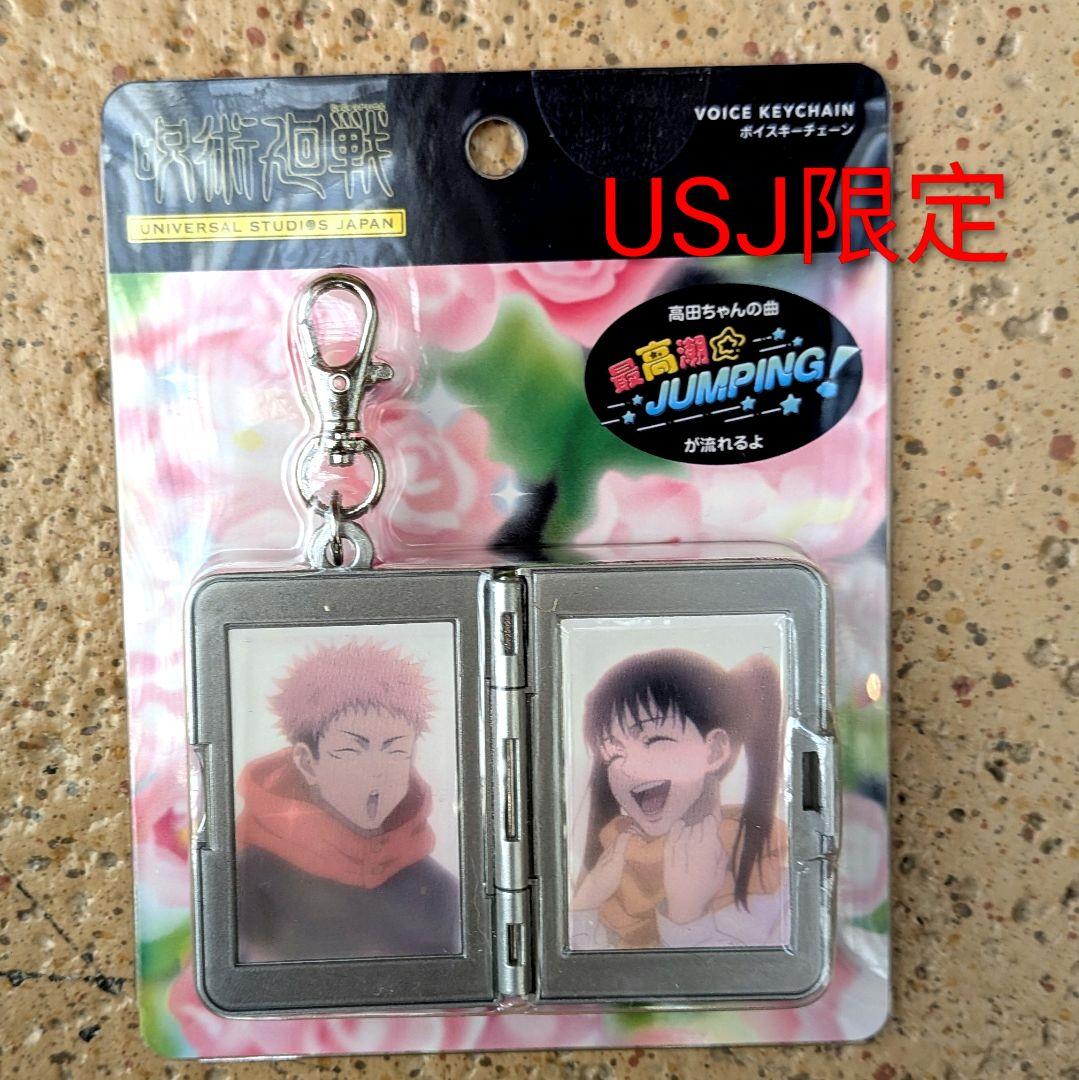 呪術廻戦
UNIVERSAL STUDIOS JAPAN
VOICE KEYCHAIN
ボイスキーチェーン
USJ限定
高田ちゃんの曲
最高潮☆
JUMPING!
が流れるよ